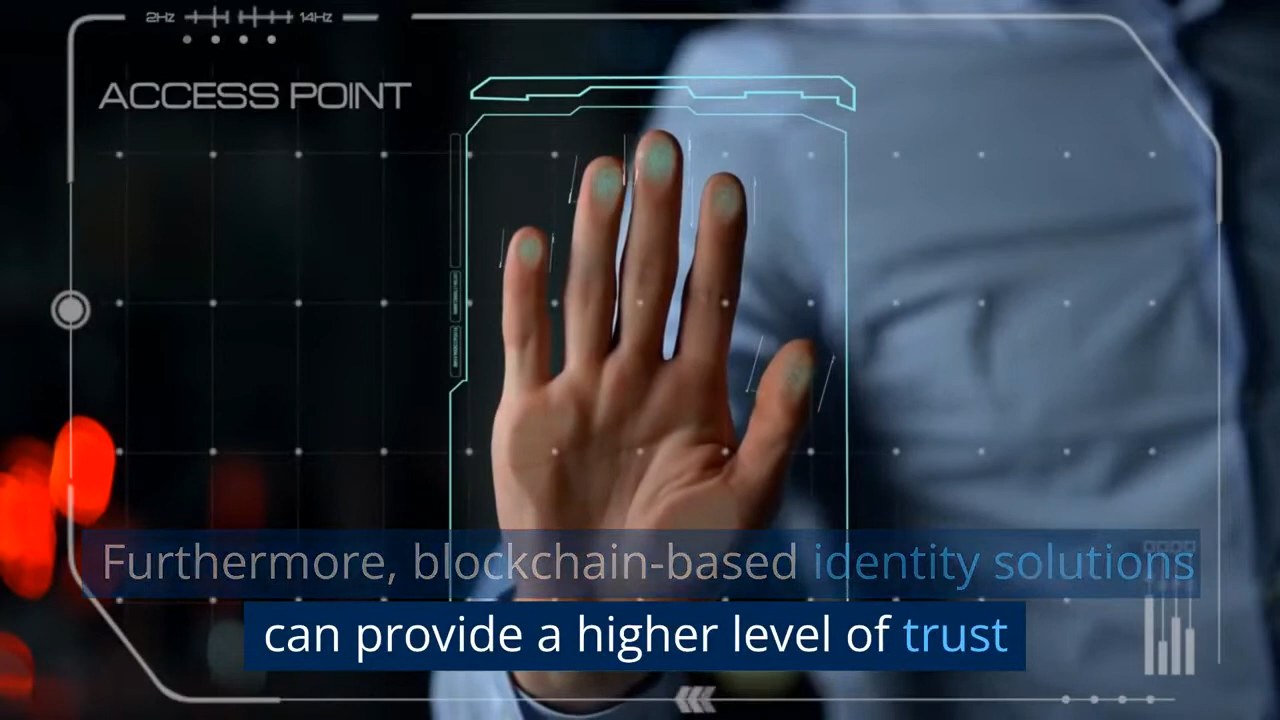 2Hz 14Hz
ACCESS POINT
Furthermore, blockchain-based identity solutions
can provide a higher level of trust